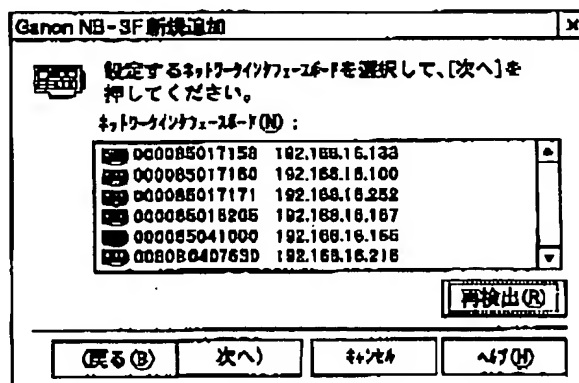 Canon NB-3F 新規追加
設定するネットワークインタフェースボードを選択して、[次へ]を
押してください。
ネットワークインタフェースボード(N) :
000085017158 192.168.16.133
000085017160 192.168.16.100
000085017171 192.168.16.252
000085016205 192.168.16.167
000085041000 192.168.16.155
0080B6407630 192.168.16.216
再検出(R)
(戻る(B) 次へ) キャンセル ヘルプ(H)